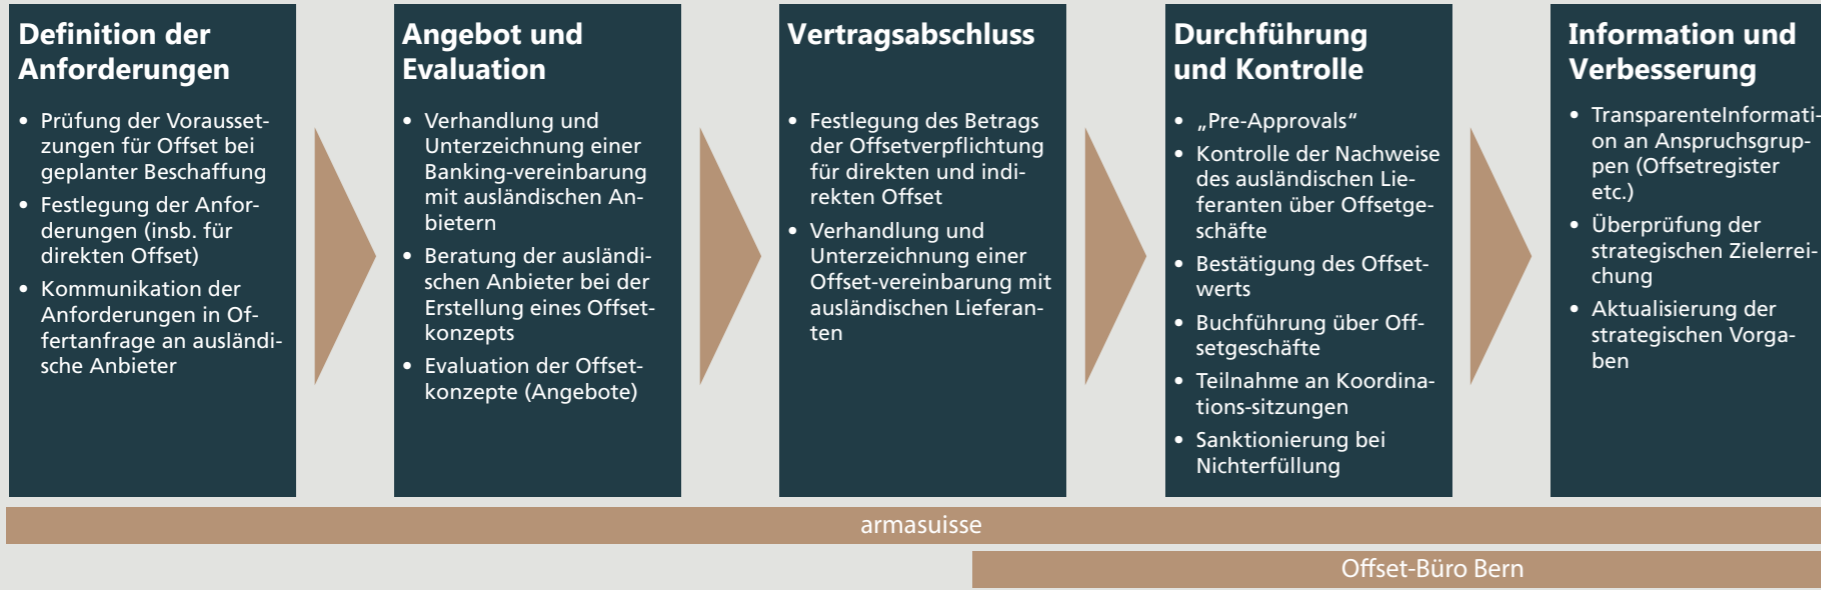 Definition der
Anforderungen
• Prüfung der Vorausset-
zungen für Offset bei
geplanter Beschaffung
• Festlegung der Anfor-
derungen (insb. für
direkten Offset)
• Kommunikation der
Anforderungen in Of-
fertanfrage an ausländi-
sche Anbieter
Angebot und
Evaluation
• Verhandlung und
Unterzeichnung einer
Banking-vereinbarung
mit ausländischen An-
bietern
• Beratung der ausländi-
schen Anbieter bei der
Erstellung eines Offset-
konzepts
• Evaluation der Offset-
konzepte (Angebote)
Vertragsabschluss
• Festlegung des Betrags
der Offsetverpflichtung
für direkten und indi-
rekten Offset
• Verhandlung und
Unterzeichnung einer
Offset-vereinbarung mit
ausländischen Lieferan-
ten
Durchführung
und Kontrolle
• „Pre-Approvals“
• Kontrolle der Nachweise
des ausländischen Lie-
feranten über Offsetge-
schäfte
• Bestätigung des Offset-
werts
• Buchführung über Off-
setgeschäfte
• Teilnahme an Koordina-
tions-sitzungen
• Sanktionierung bei
Nichterfüllung
Information und
Verbesserung
• TransparenteInformati-
on an Anspruchsgrup-
pen (Offsetregister
etc.)
• Überprüfung der
strategischen Zielerrei-
chung
• Aktualisierung der
strategischen Vorga-
ben
armasuisse
Offset-Büro Bern